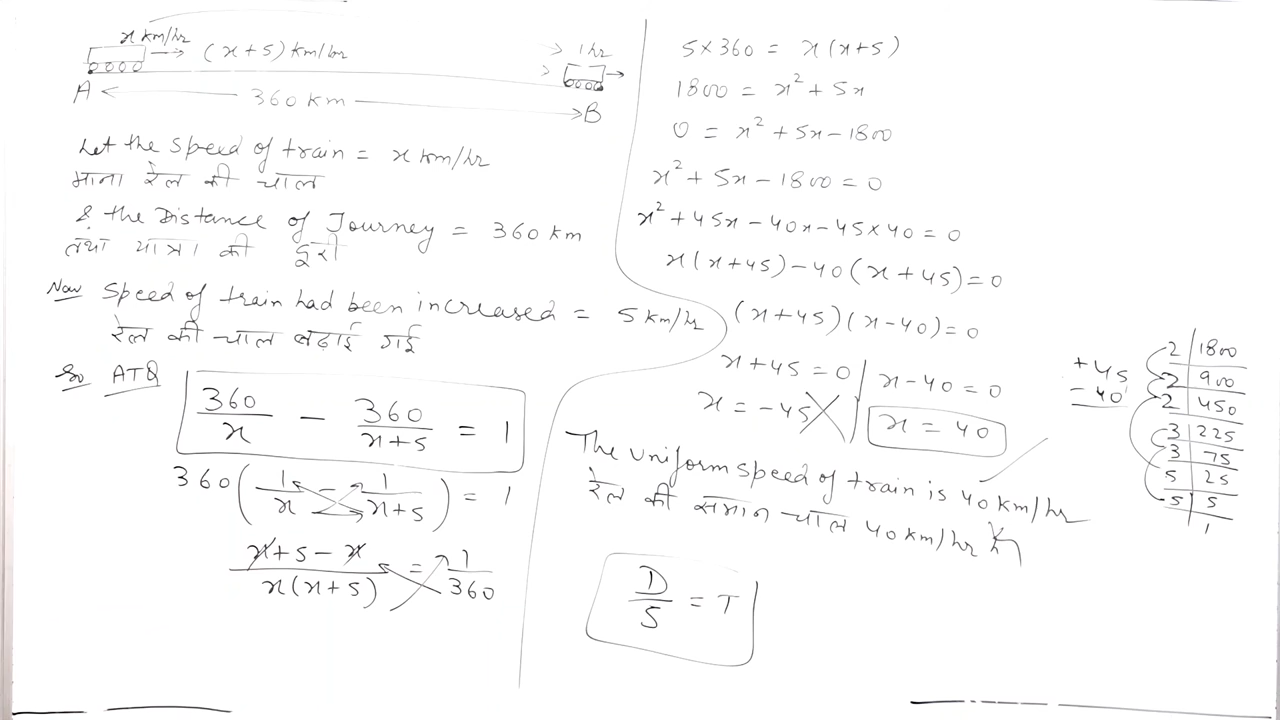 x km/hr
(x+5) km/hr
1 hr
A
360 km
B
Let the speed of train = x km/hr
माना रेल की चाल
& the Distance of Journey = 360 km
तथा यात्रा की दूरी
Now speed of train had been increased = 5 km/hr
रेल की चाल बढ़ाई गई
So ATQ
360/x - 360/x+5 = 1
360(1/x - 1/x+5) = 1
x+5-x/x(x+5) = 1/360
5×360 = x(x+5)
1800 = x²+5x
0 = x²+5x-1800
x²+5x-1800=0
x²+45x-40x-45×40=0
x(x+45)-40(x+45)=0
(x+45)(x-40)=0
x+45=0
x=-45
x-40=0
x=40
The uniform speed of train is 40 km/hr
रेल की समान चाल 40 km/hr है
D/S = T
+45
-40
2 1800
2 900
2 450
3 225
3 75
5 25
5 5
1